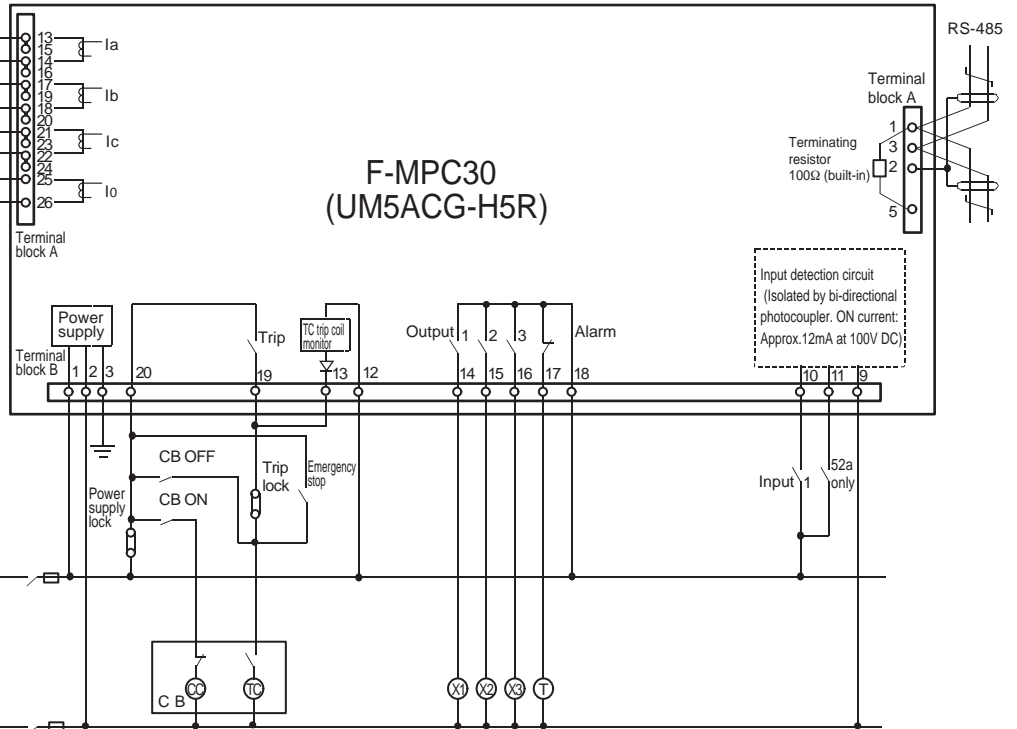 13
15
14
16
17
19
18
20
21
23
22
24
25
26
Ia
Ib
Ic
I0
Terminal
block A
F-MPC30
(UM5ACG-H5R)
RS-485
Terminal
block A
1
3
2
5
Terminating
resistor
100Ω (built-in)
Input detection circuit
(Isolated by bi-directional
photocoupler. ON current:
Approx.12mA at 100V DC)
Power
supply
Trip
TC trip coil
monitor
Output 1 2 3 Alarm
Terminal
block B
1 2 3 20 19 13 12 14 15 16 17 18 10 11 9
CB OFF
CB ON
Power
supply
lock
Trip
lock
Emergency
stop
Input 1
52a
only
CC
TC
C B
X1
X2
X3
T